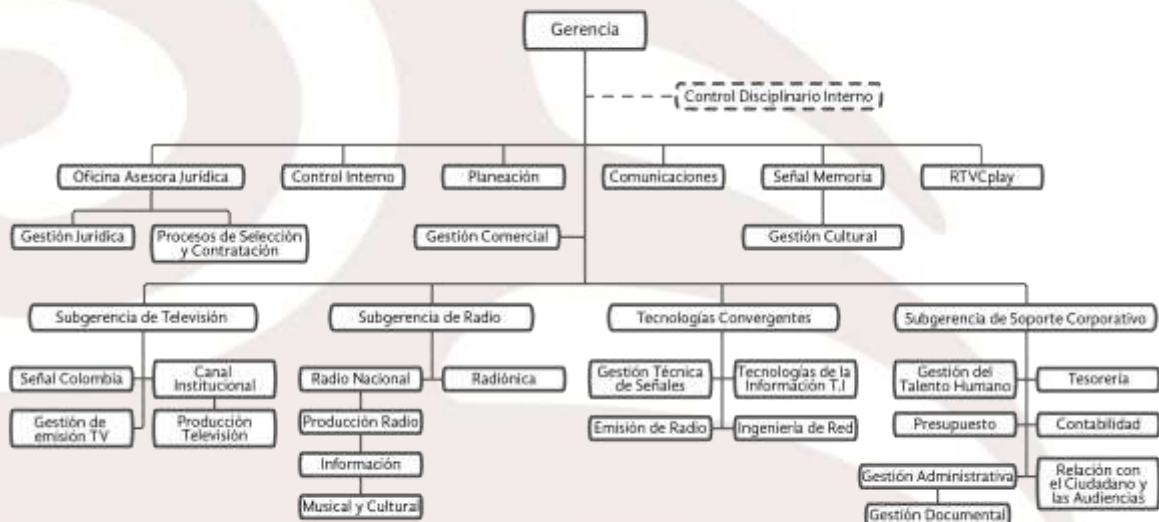 Gerencia
Control Disciplinario Interno
Oficina Asesora Jurídica
Control Interno
Planeación
Comunicaciones
Señal Memoria
RTVCplay
Gestión Jurídica
Procesos de Selección
y Contratación
Gestión Comercial
Gestión Cultural
Subgerencia de Televisión
Subgerencia de Radio
Tecnologías Convergentes
Subgerencia de Soporte Corporativo
Señal Colombia
Canal
Institucional
Gestión de
emisión TV
Producción
Televisión
Radio Nacional
Radiónica
Producción Radio
Información
Musical y Cultural
Gestión Técnica
de Señales
Tecnologías de la
Información T.I
Emisión de Radio
Ingeniería de Red
Gestión del
Talento Humano
Tesorería
Presupuesto
Contabilidad
Gestión Administrativa
Relación con
el Ciudadano y
las Audiencias
Gestión Documental